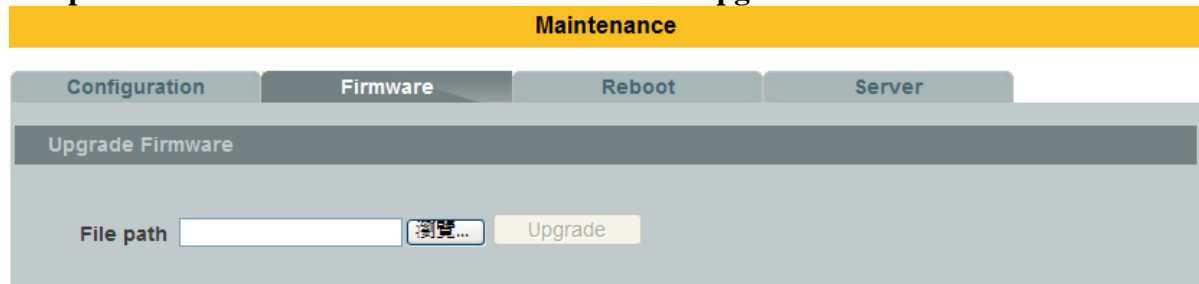 Maintenance
Configuration Firmware Reboot Server
Upgrade Firmware
File path 瀏覽... Upgrade